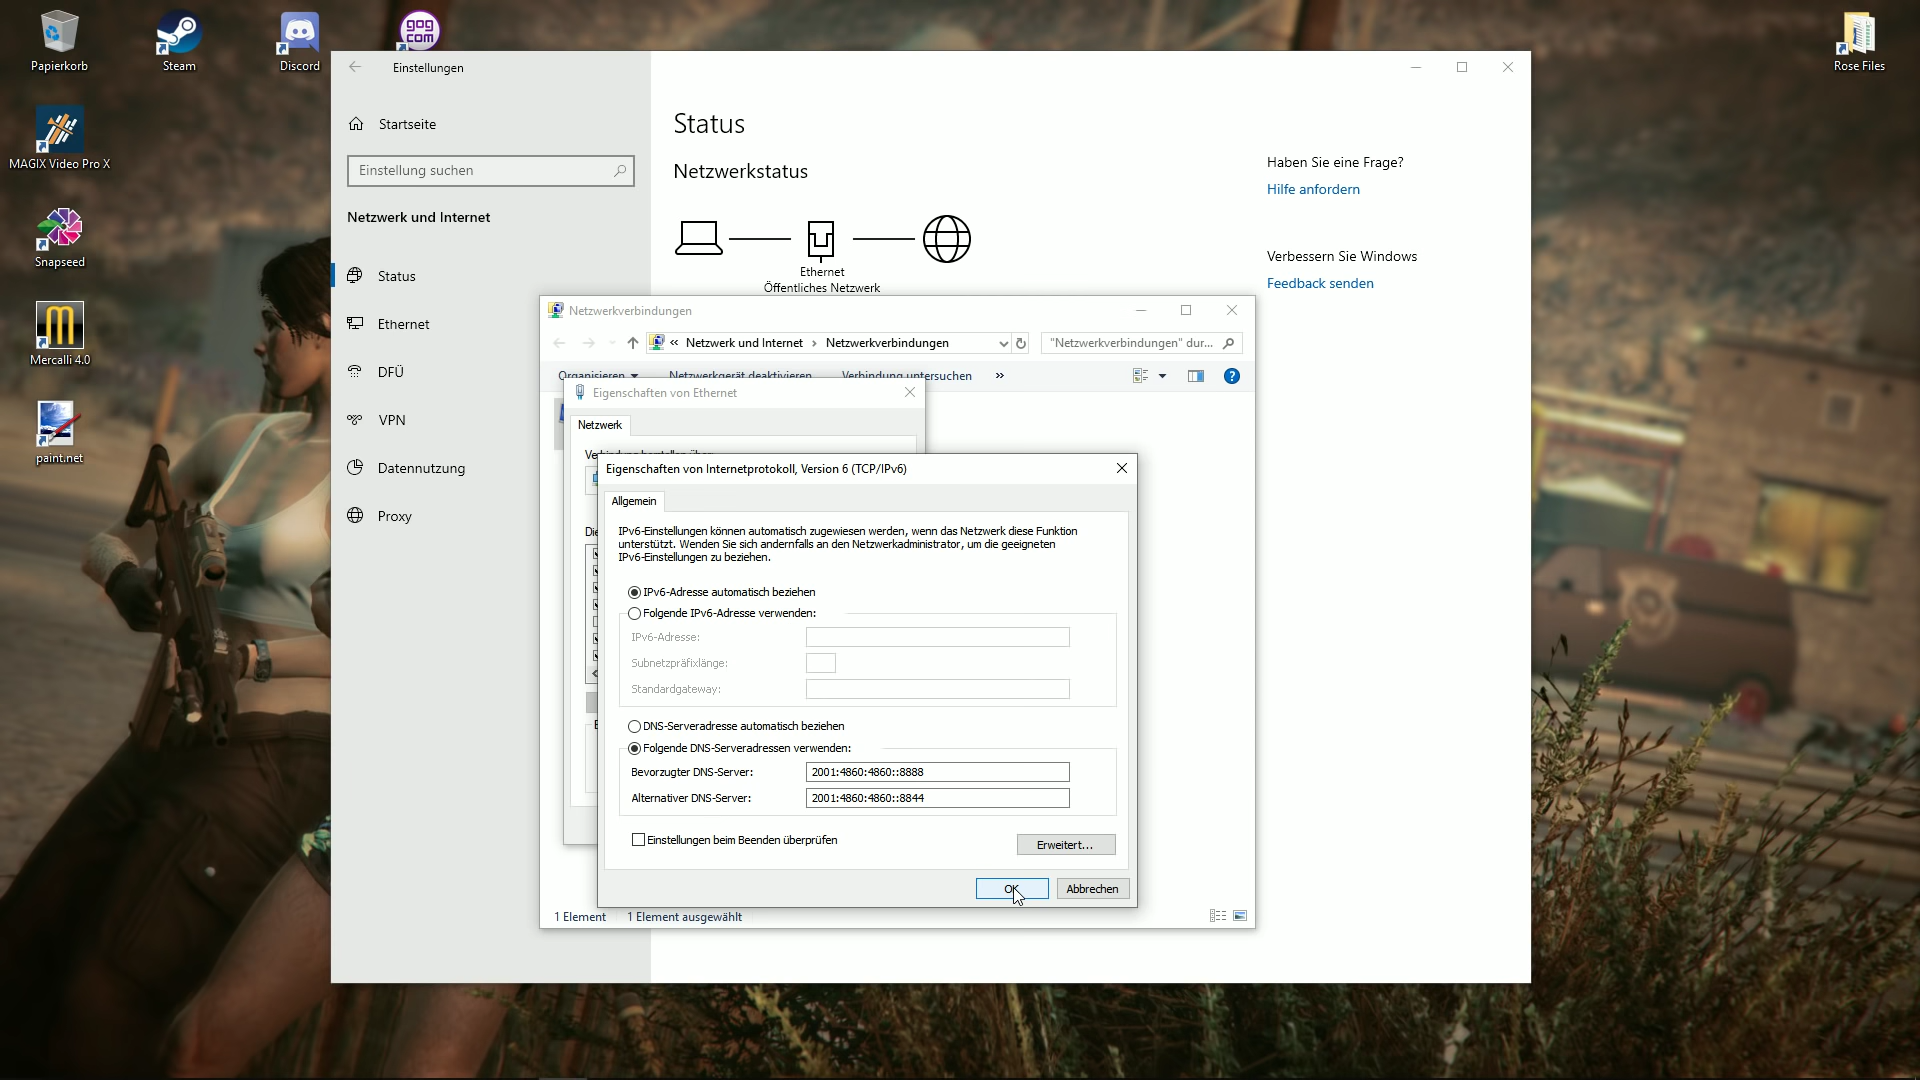 Papierkorb
Steam
Discord
GOG
COM
Rose Files
MAGIX Video Pro X
Snapseed
Mercalli 4.0
paint.net
Einstellungen
Startseite
Einstellung suchen
Netzwerk und Internet
Status
Ethernet
DFÜ
VPN
Datennutzung
Proxy
Status
Netzwerkstatus
Ethernet
Öffentliches Netzwerk
Haben Sie eine Frage?
Hilfe anfordern
Verbessern Sie Windows
Feedback senden
Netzwerkverbindungen
« Netzwerk und Internet › Netzwerkverbindungen
"Netzwerkverbindungen" dur...
Organisieren Netzwerkgerät deaktivieren Verbindung untersuchen »
Eigenschaften von Ethernet
Netzwerk
Verbindung herstellen über:
Die
Eigenschaften von Internetprotokoll, Version 6 (TCP/IPv6)
Allgemein
IPv6-Einstellungen können automatisch zugewiesen werden, wenn das Netzwerk diese Funktion
unterstützt. Wenden Sie sich andernfalls an den Netzwerkadministrator, um die geeigneten
IPv6-Einstellungen zu beziehen.
IPv6-Adresse automatisch beziehen
Folgende IPv6-Adresse verwenden:
IPv6-Adresse:
Subnetzpräfixlänge:
Standardgateway:
DNS-Serveradresse automatisch beziehen
Folgende DNS-Serveradressen verwenden:
Bevorzugter DNS-Server: 2001:4860:4860::8888
Alternativer DNS-Server: 2001:4860:4860::8844
Einstellungen beim Beenden überprüfen
Erweitert...
OK Abbrechen
1 Element 1 Element ausgewählt